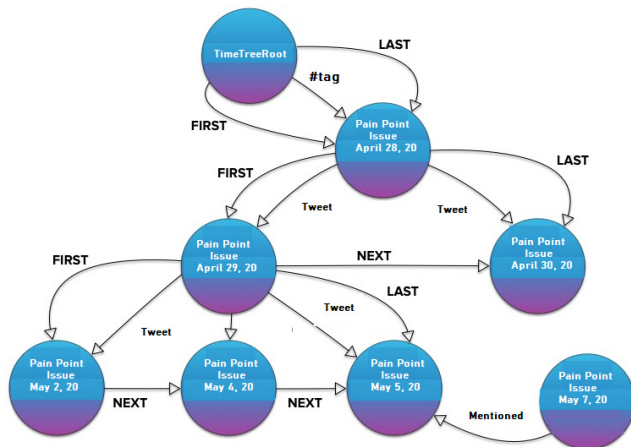 TimeTreeRoot
LAST
#tag
FIRST
Pain Point
Issue
April 28, 20
FIRST
LAST
Tweet
Tweet
Pain Point
Issue
April 29, 20
NEXT
Pain Point
Issue
April 30, 20
FIRST
LAST
Tweet
Tweet
Pain Point
Issue
May 2, 20
NEXT
Pain Point
Issue
May 4, 20
NEXT
Pain Point
Issue
May 5, 20
Mentioned
Pain Point
Issue
May 7, 20